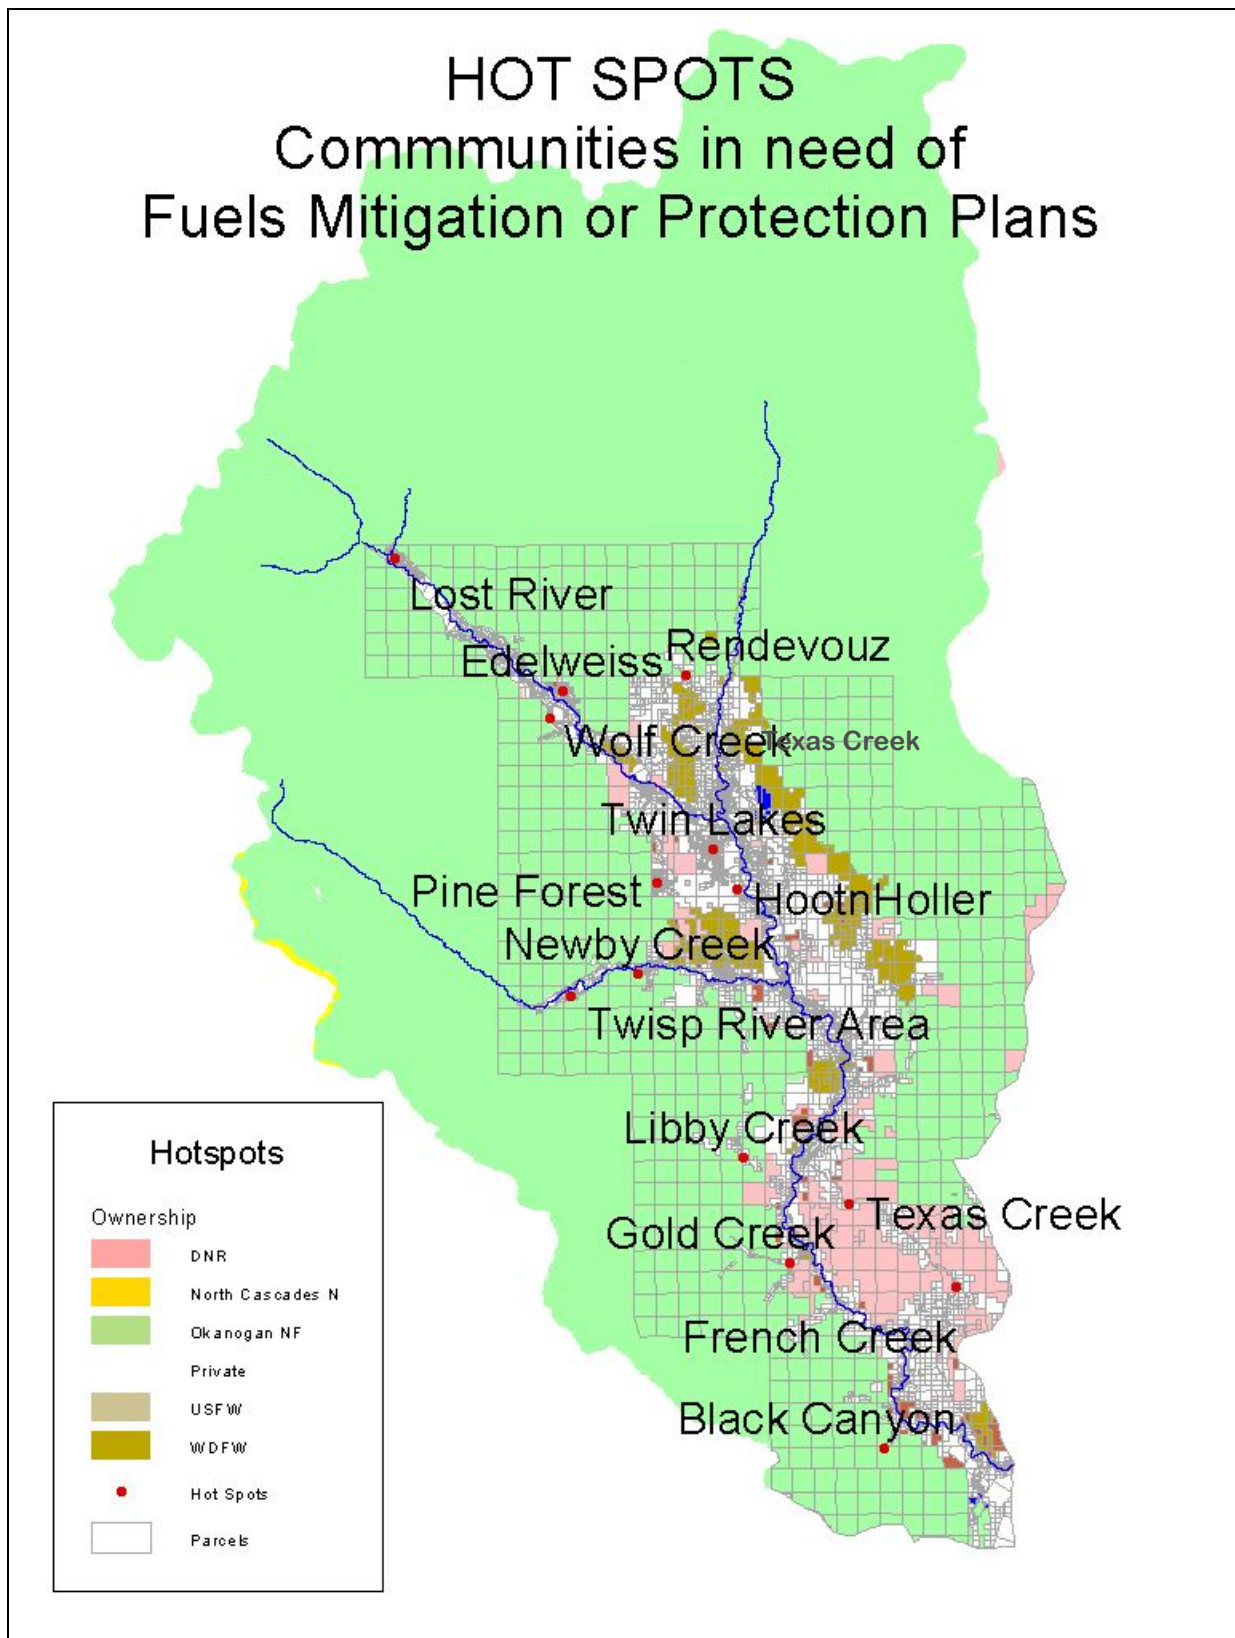 HOT SPOTS
Commmunities in need of
Fuels Mitigation or Protection Plans
Lost River
Rendevouz
Edelweiss
Wolf Creek
Texas Creek
Twin Lakes
Pine Forest
HootnHoller
Newby Creek
Twisp River Area
Libby Creek
Texas Creek
Gold Creek
French Creek
Black Canyon
Hotspots
Ownership
DNR
North Cascades N
Okanogan NF
Private
USFW
WDFW
Hot Spots
Parcels